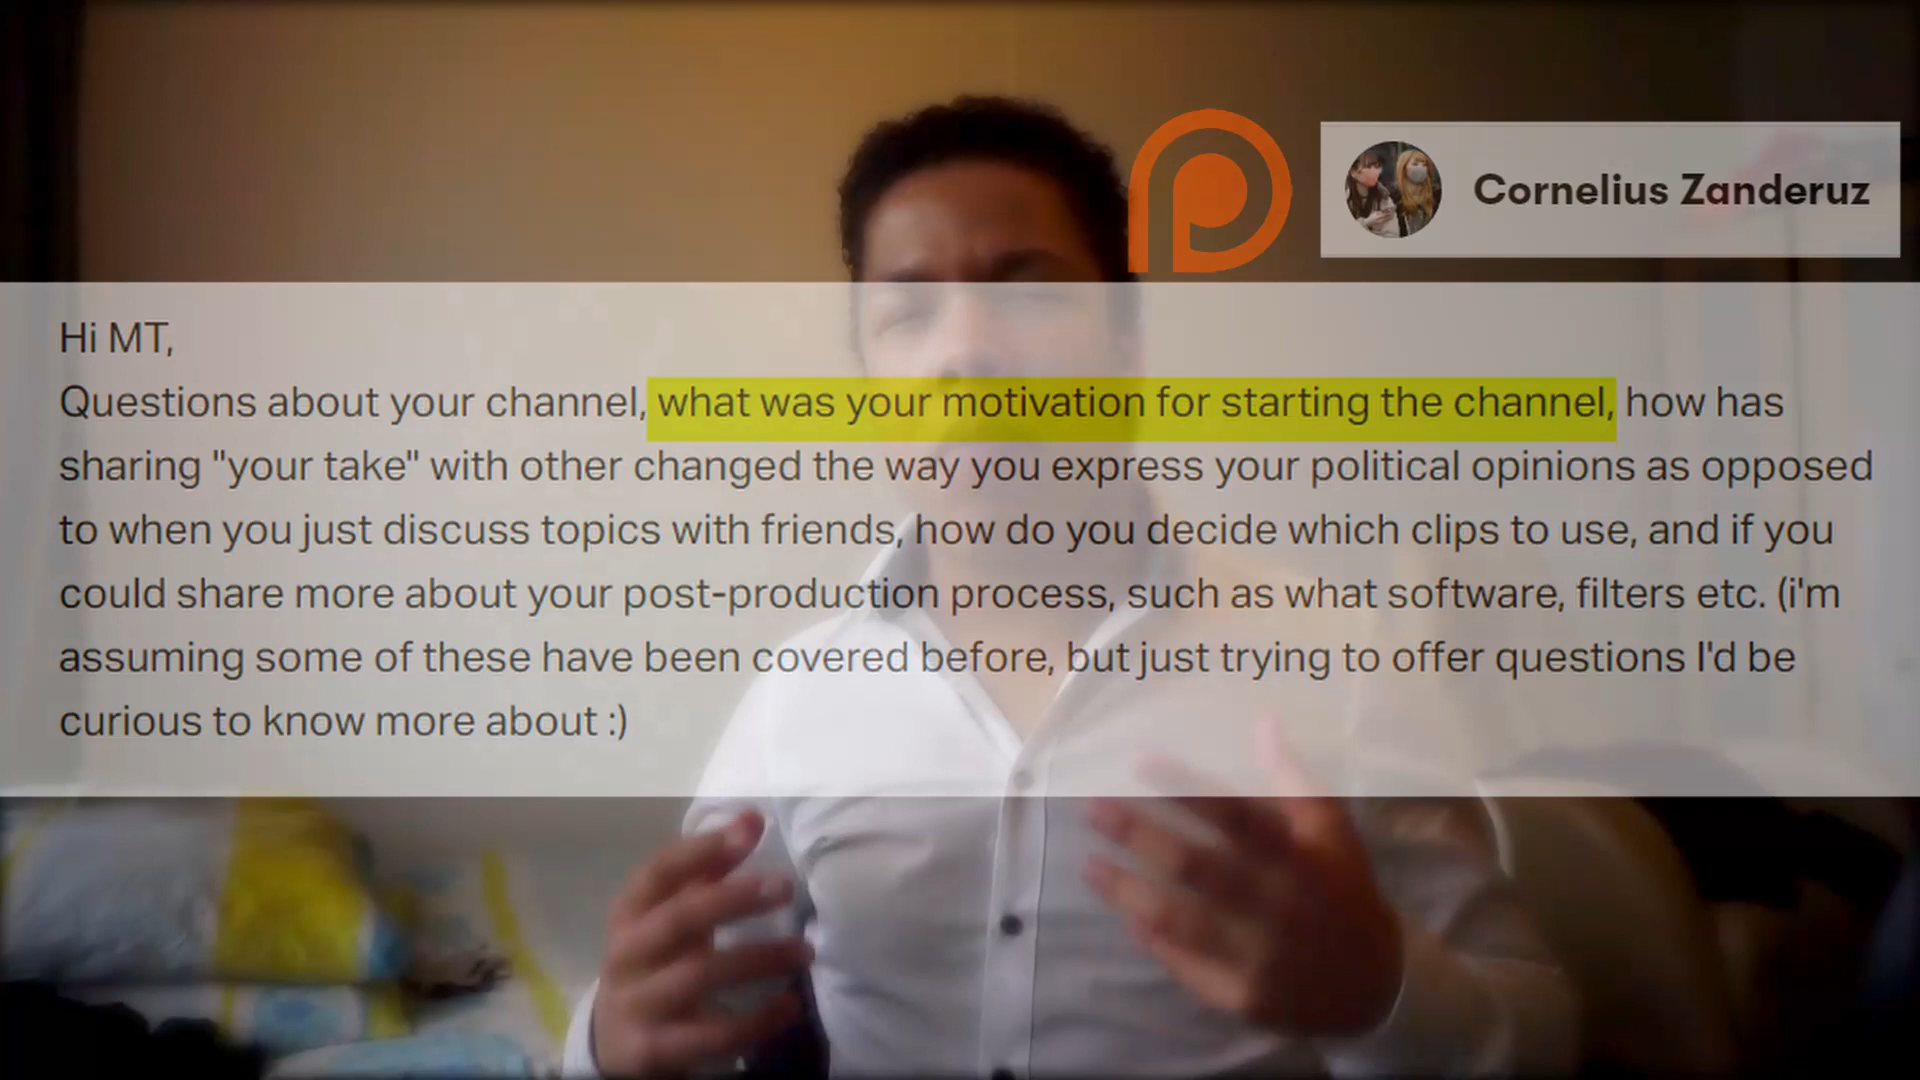 Cornelius Zanderuz
Hi MT,
Questions about your channel, what was your motivation for starting the channel, how has
sharing "your take" with other changed the way you express your political opinions as opposed
to when you just discuss topics with friends, how do you decide which clips to use, and if you
could share more about your post-production process, such as what software, filters etc. (i'm
assuming some of these have been covered before, but just trying to offer questions I'd be
curious to know more about :)